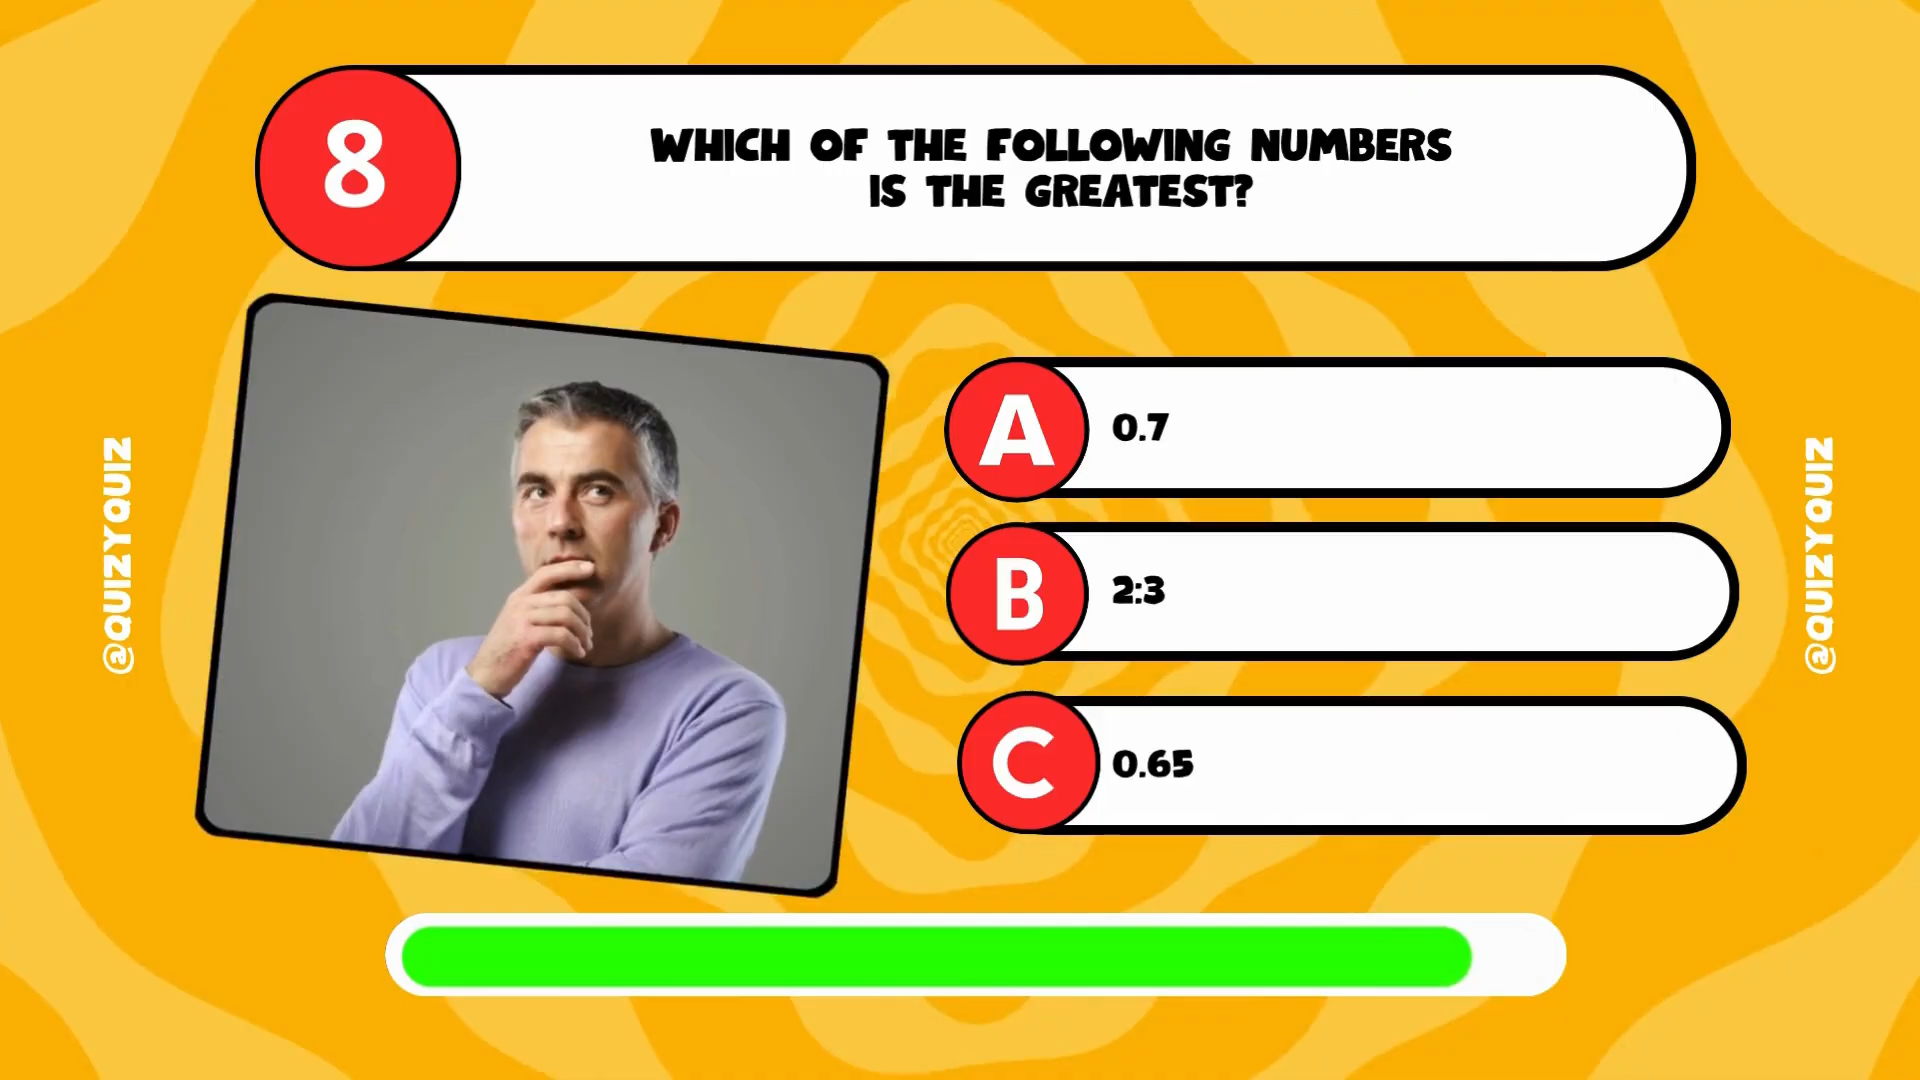 8
WHICH OF THE FOLLOWING NUMBERS
IS THE GREATEST?
@QUIZYQUIZ
A 0.7
B 2:3
C 0.65
@QUIZYQUIZ